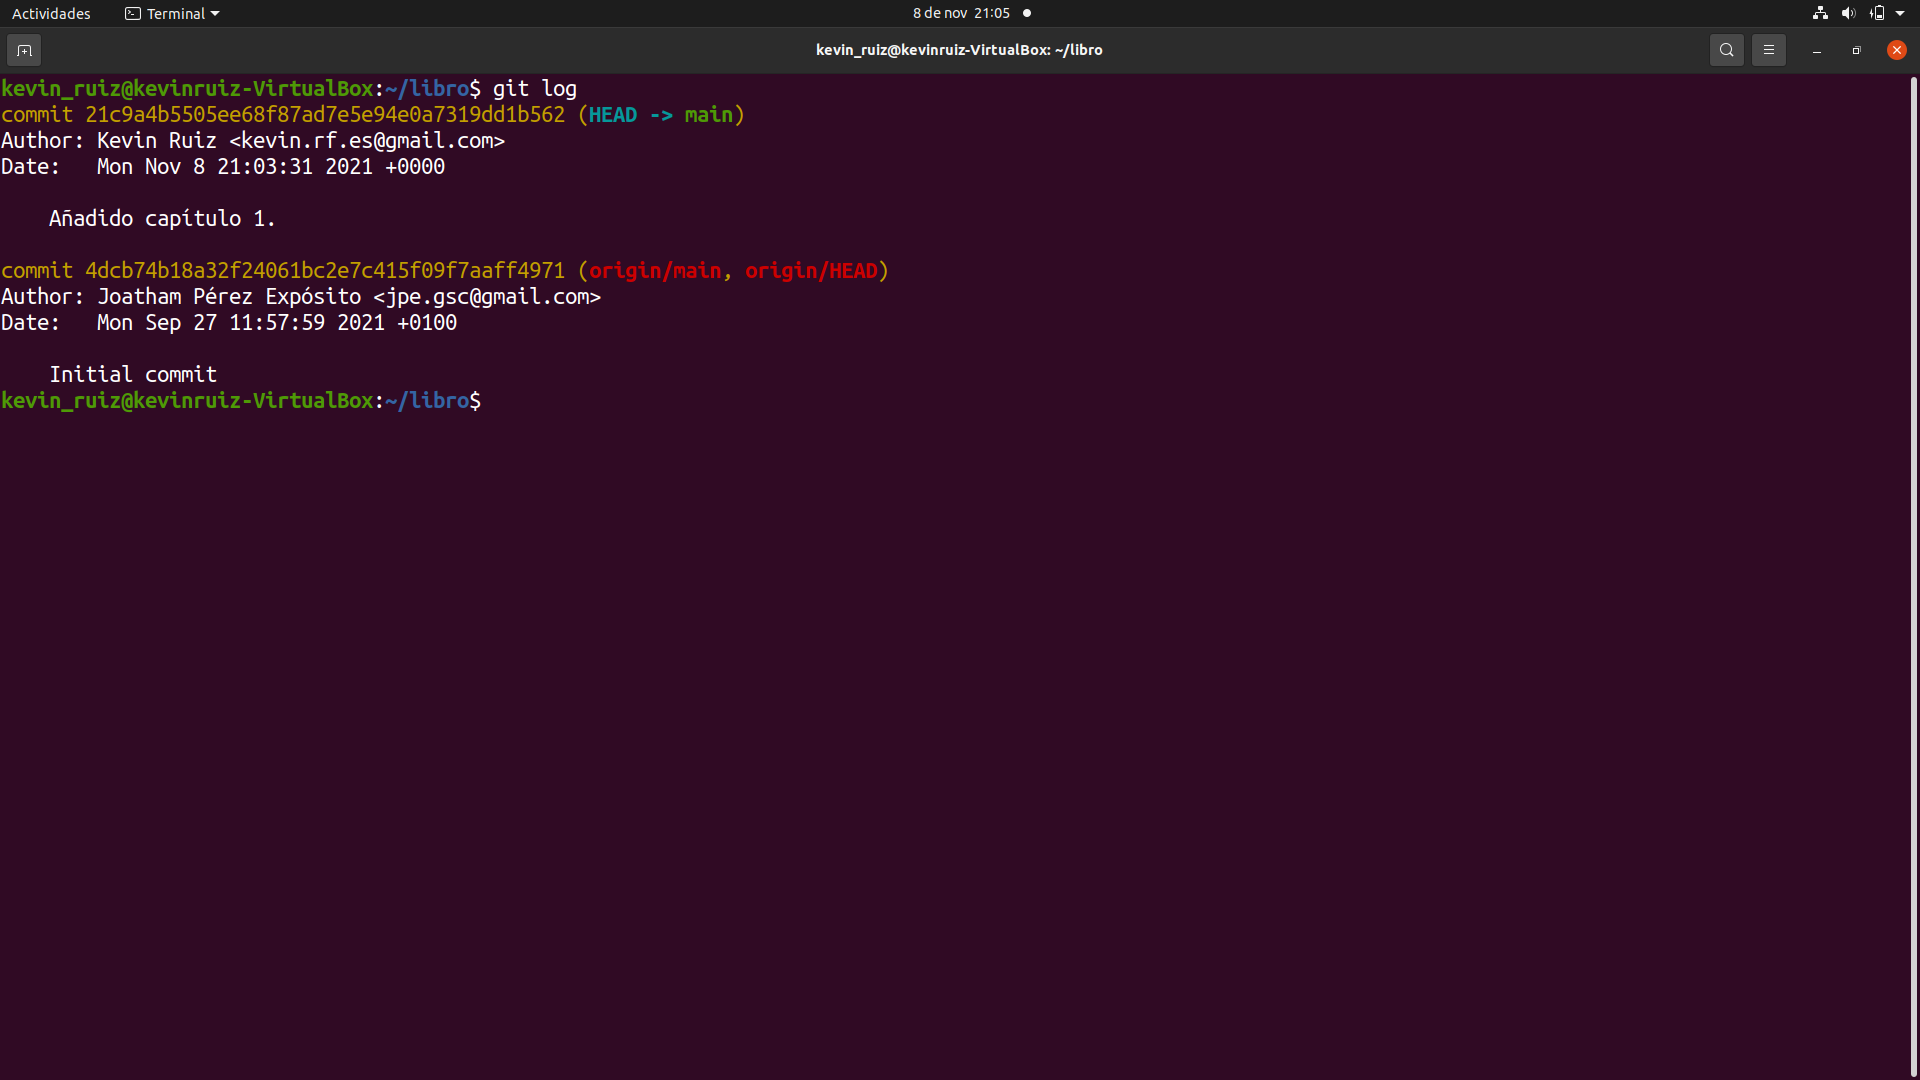 Actividades Terminal 8 de nov 21:05
kevin_ruiz@kevinruiz-VirtualBox: ~/libro
kevin_ruiz@kevinruiz-VirtualBox:~/libro$ git log
commit 21c9a4b5505ee68f87ad7e5e94e0a7319dd1b562 (HEAD -> main)
Author: Kevin Ruiz <kevin.rf.es@gmail.com>
Date:   Mon Nov 8 21:03:31 2021 +0000
    Añadido capítulo 1.
commit 4dcb74b18a32f24061bc2e7c415f09f7aaff4971 (origin/main, origin/HEAD)
Author: Joatham Pérez Expósito <jpe.gsc@gmail.com>
Date:   Mon Sep 27 11:57:59 2021 +0100
    Initial commit
kevin_ruiz@kevinruiz-VirtualBox:~/libro$